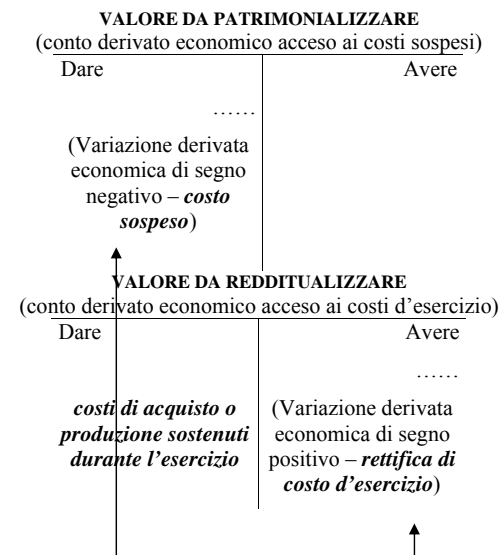 VALORE DA PATRIMONIALIZZARE
(conto derivato economico acceso ai costi sospesi)
Dare Avere
……
(Variazione derivata
economica di segno
negativo – costo
sospeso)
VALORE DA REDDITUALIZZARE
(conto derivato economico acceso ai costi d’esercizio)
Dare Avere
……
costi di acquisto o
produzione sostenuti
durante l’esercizio
(Variazione derivata
economica di segno
positivo – rettifica di
costo d’esercizio)